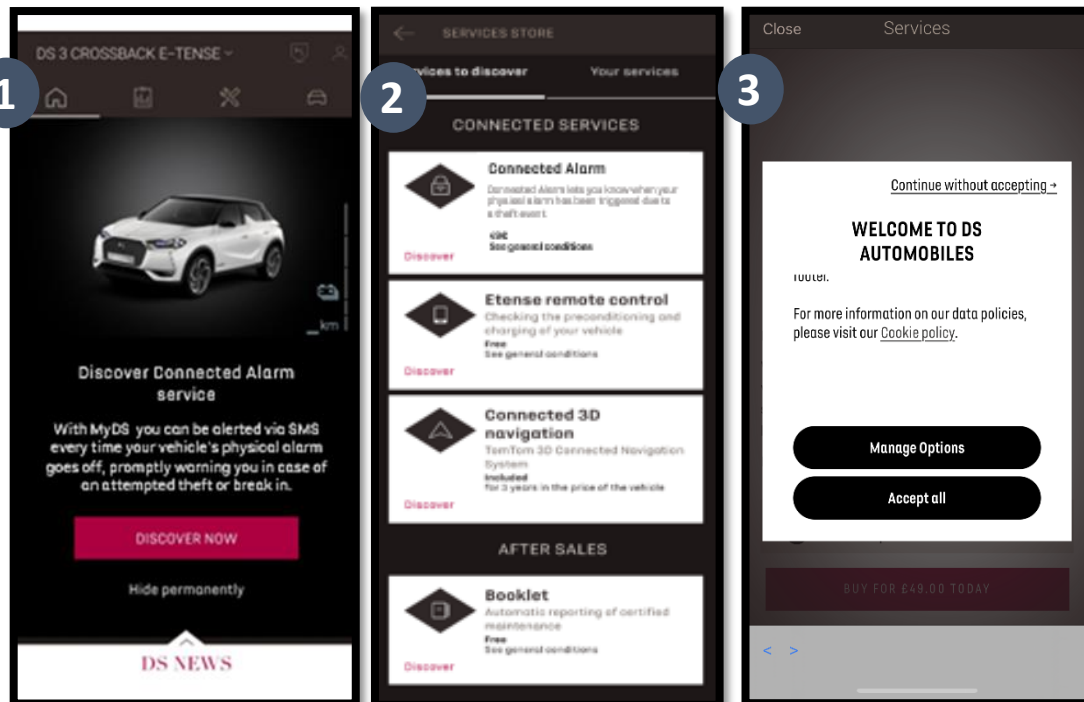 1
DS 3 CROSSBACK E-TENSE
km
Discover Connected Alarm
service
With MyDS you can be alerted via SMS
every time your vehicle's physical alarm
goes off, promptly warning you in case of
an attempted theft or break in.
DISCOVER NOW
Hide permanently
DS NEWS
2
← SERVICES STORE
rvices to discover
Your services
CONNECTED SERVICES
Connected Alarm
Connected Alarm lets you know when your
physical alarm has been triggered due to
a theft event.
See general conditions
Discover
Etense remote control
Checking the preconditioning and
charging of your vehicle
Free
See general conditions
Discover
Connected 3D
navigation
TomTom 3D Connected Navigation
System
Included
for 3 years in the price of the vehicle
Discover
AFTER SALES
Booklet
Automatic reporting of certified
maintenance
Free
See general conditions
Discover
3
Close
Services
Continue without accepting →
WELCOME TO DS
AUTOMOBILES
footer.
For more information on our data policies,
please visit our Cookie policy.
Manage Options
Accept all
BUY FOR £49.00 TODAY
< >